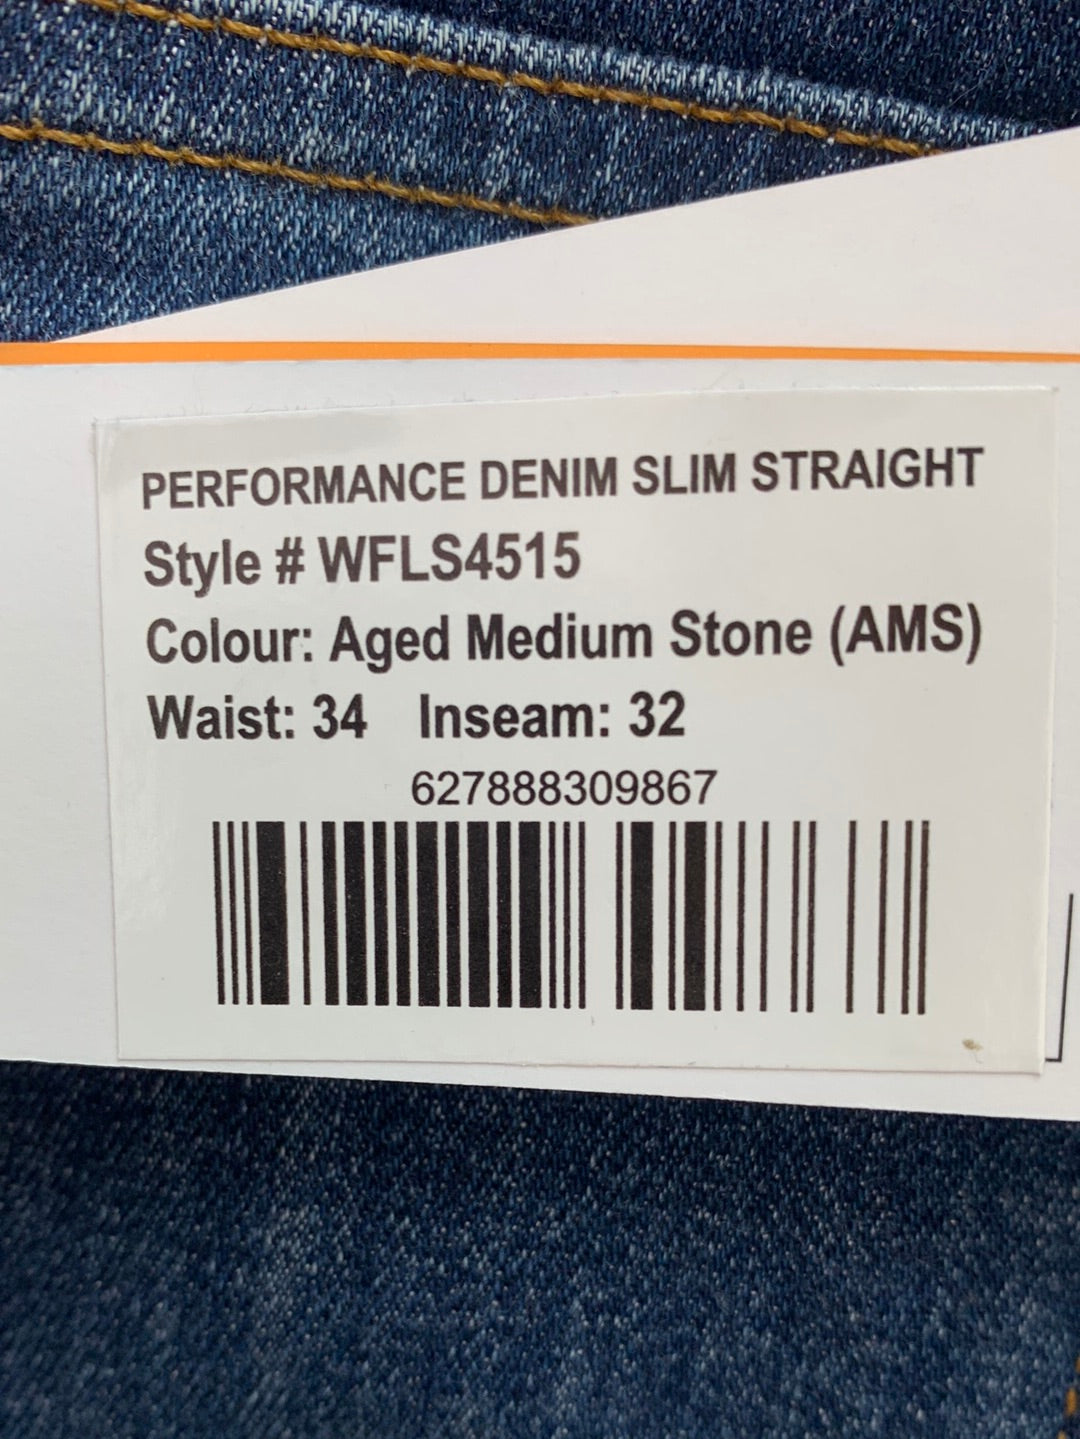 PERFORMANCE DENIM SLIM STRAIGHT
Style # WFLS4515
Colour: Aged Medium Stone (AMS)
Waist: 34 Inseam: 32
627888309867